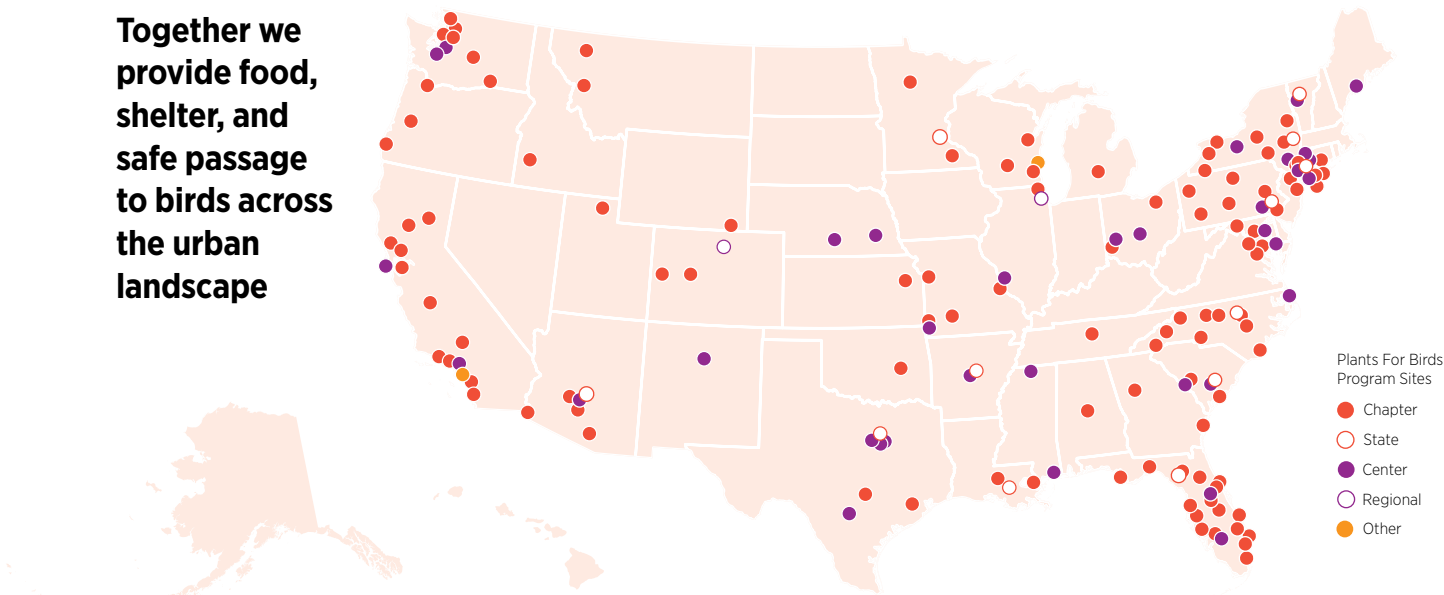 Together we
provide food,
shelter, and
safe passage
to birds across
the urban
landscape
Plants For Birds
Program Sites
Chapter
State
Center
Regional
Other